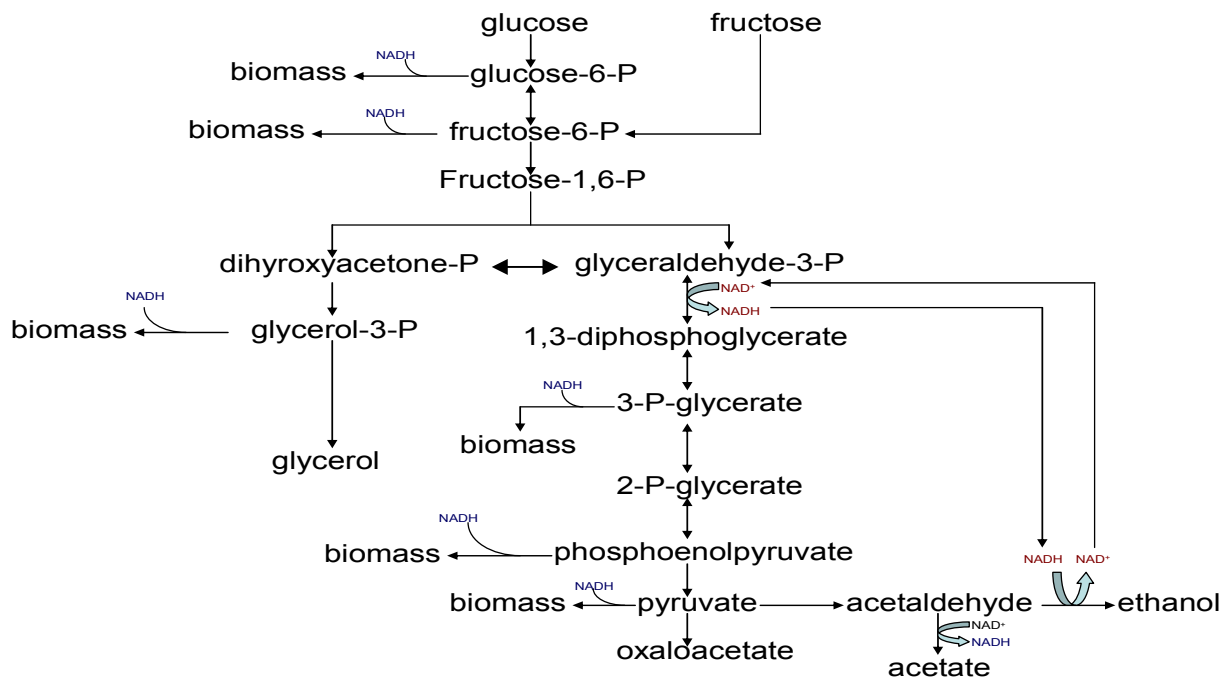 glucose
fructose
NADH
biomass
glucose-6-P
NADH
biomass
fructose-6-P
Fructose-1,6-P
dihyroxyacetone-P
glyceraldehyde-3-P
NAD+
NADH
NADH
biomass
glycerol-3-P
1,3-diphosphoglycerate
NADH
3-P-glycerate
biomass
glycerol
2-P-glycerate
NADH
biomass
phosphoenolpyruvate
NADH
NAD+
NADH
biomass
pyruvate
acetaldehyde
ethanol
NAD+
NADH
oxaloacetate
acetate